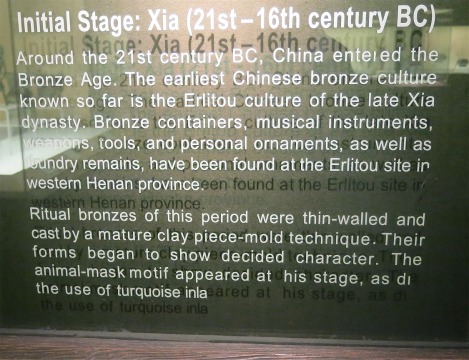 Initial Stage: Xia (21st–16th century BC)
Around the 21st century BC, China entered the
Bronze Age. The earliest Chinese bronze culture
known so far is the Erlitou culture of the late Xia
dynasty. Bronze containers, musical instruments,
weapons, tools, and personal ornaments, as well as
foundry remains, have been found at the Erlitou site in
western Henan province.
Ritual bronzes of this period were thin-walled and
cast by a mature clay piece-mold technique. Their
forms began to show decided character. The
animal-mask motif appeared at his stage, as di
the use of turquoise inla